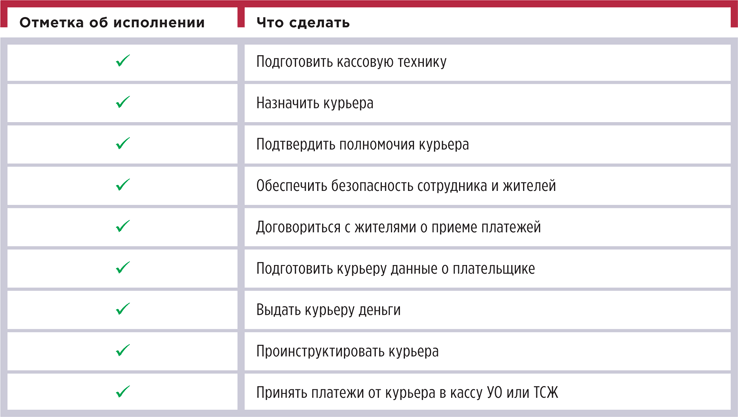 Отметка об исполнении Что сделать
Подготовить кассовую технику
Назначить курьера
Подтвердить полномочия курьера
Обеспечить безопасность сотрудника и жителей
Договориться с жителями о приеме платежей
Подготовить курьеру данные о плательщике
Выдать курьеру деньги
Проинструктировать курьера
Принять платежи от курьера в кассу УО или ТСЖ